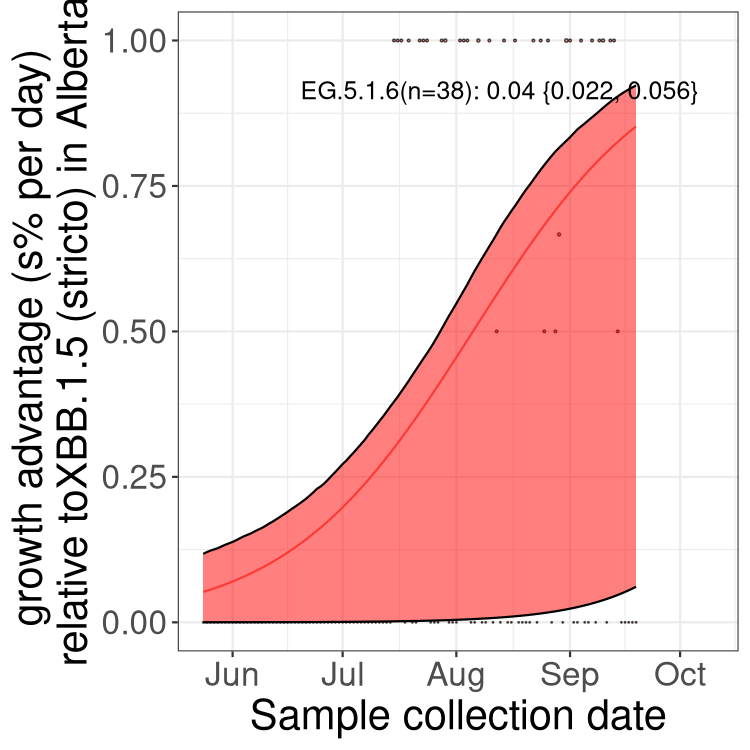 growth advantage (s% per day)
relative toXBB.1.5 (stricto) in Alberta
1.00
0.75
0.50
0.25
0.00
EG.5.1.6(n=38): 0.04 {0.022, 0.056}
Jun Jul Aug Sep Oct
Sample collection date